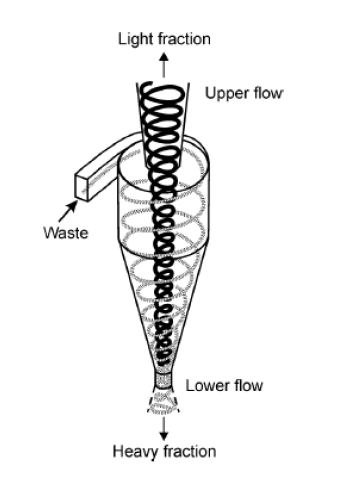 Light fraction
Upper flow
Waste
Lower flow
Heavy fraction